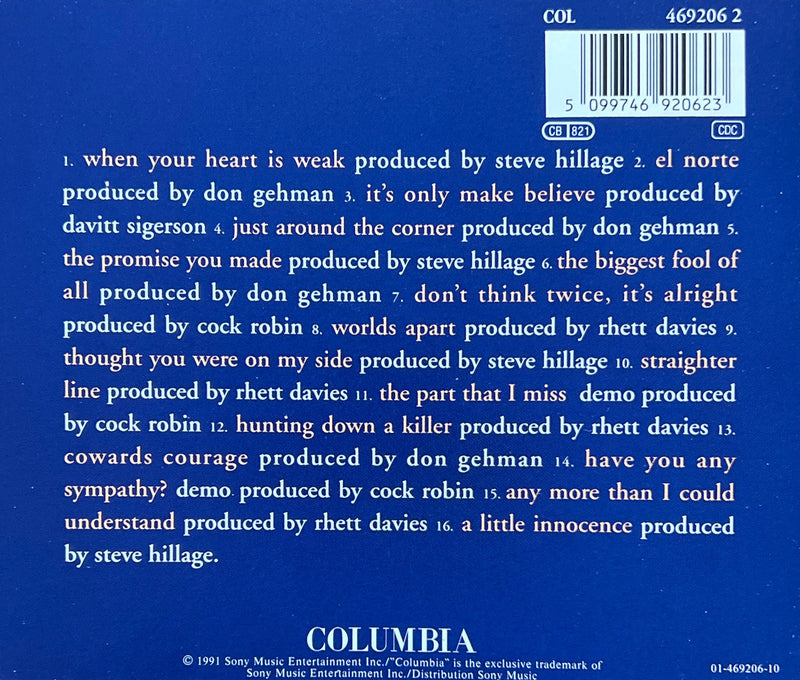 COL 469206 2
5 099746 920623
CB 821 CDC
1. when your heart is weak produced by steve hillage 2. el norte
produced by don gehman 3. it's only make believe produced by
davitt sigerson 4. just around the corner produced by don gehman 5.
the promise you made produced by steve hillage 6. the biggest fool of
all produced by don gehman 7. don't think twice, it's alright
produced by cock robin 8. worlds apart produced by rhett davies 9.
thought you were on my side produced by steve hillage 10. straighter
line produced by rhett davies 11. the part that I miss demo produced
by cock robin 12. hunting down a killer produced by rhett davies 13.
cowards courage produced by don gehman 14. have you any
sympathy? demo produced by cock robin 15. any more than I could
understand produced by rhett davies 16. a little innocence produced
by steve hillage.
COLUMBIA
© 1991 Sony Music Entertainment Inc./"Columbia" is the exclusive trademark of
Sony Music Entertainment Inc./Distribution Sony Music
01-469206-10